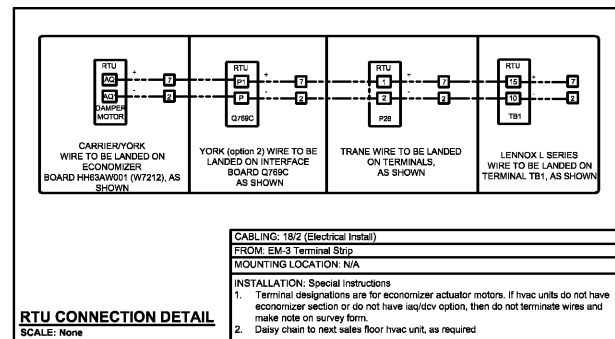 RTU
AQ
AQ1
DAMPER
MOTOR
+
-
7
2
CARRIER/YORK
WIRE TO BE LANDED ON
ECONOMIZER
BOARD HH63AW001 (W7212), AS
SHOWN
RTU
P1
P
Q769C
+
-
7
2
YORK (option 2) WIRE TO BE
LANDED ON INTERFACE
BOARD Q769C
AS SHOWN
RTU
1
2
P28
+
-
7
2
TRANE WIRE TO BE LANDED
ON TERMINALS,
AS SHOWN
RTU
15
10
TB1
+
-
7
2
LENNOX L SERIES
WIRE TO BE LANDED ON
TERMINAL TB1, AS SHOWN
CABLING: 18/2 (Electrical Install)
FROM: EM-3 Terminal Strip
MOUNTING LOCATION: N/A
INSTALLATION: Special Instructions
1. Terminal designations are for economizer actuator motors. If hvac units do not have
economizer section or do not have iaq/dcv option, then do not terminate wires and
make note on survey form.
2. Daisy chain to next sales floor hvac unit, as required
RTU CONNECTION DETAIL
SCALE: None